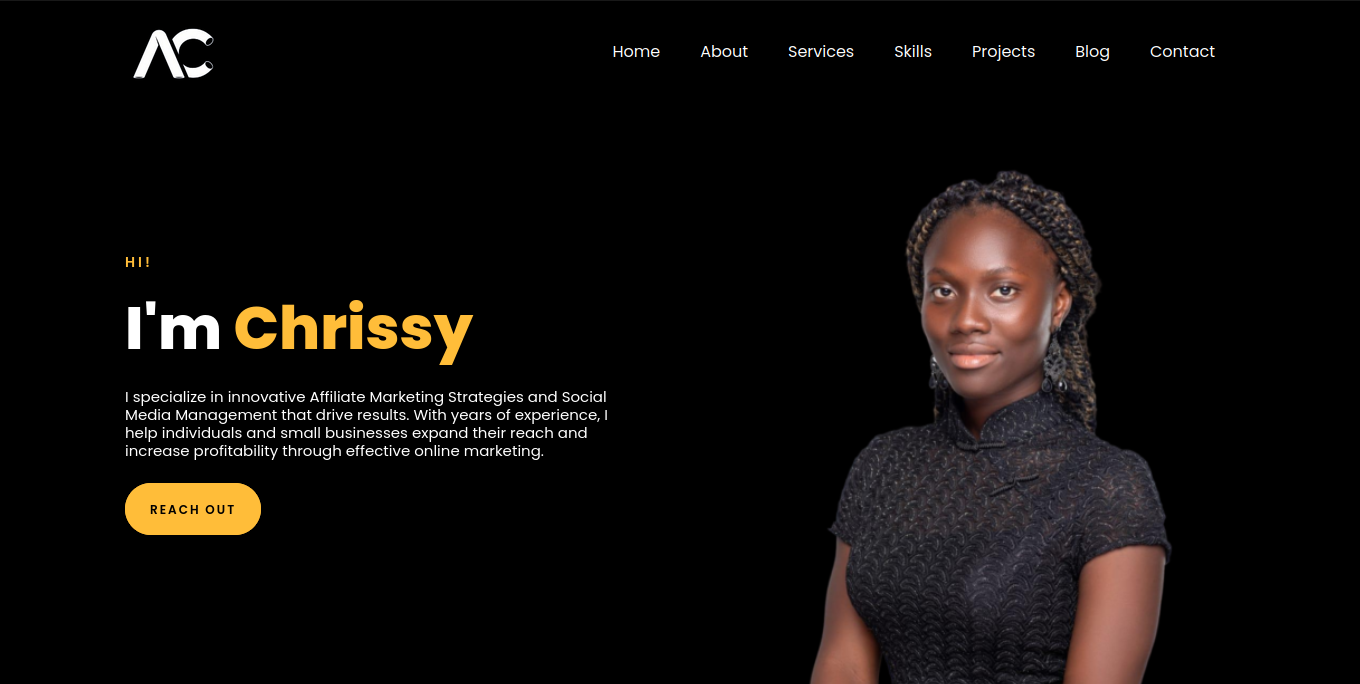 AC
Home About Services Skills Projects Blog Contact
HI!
I'm Chrissy
I specialize in innovative Affiliate Marketing Strategies and Social
Media Management that drive results. With years of experience, I
help individuals and small businesses expand their reach and
increase profitability through effective online marketing.
REACH OUT